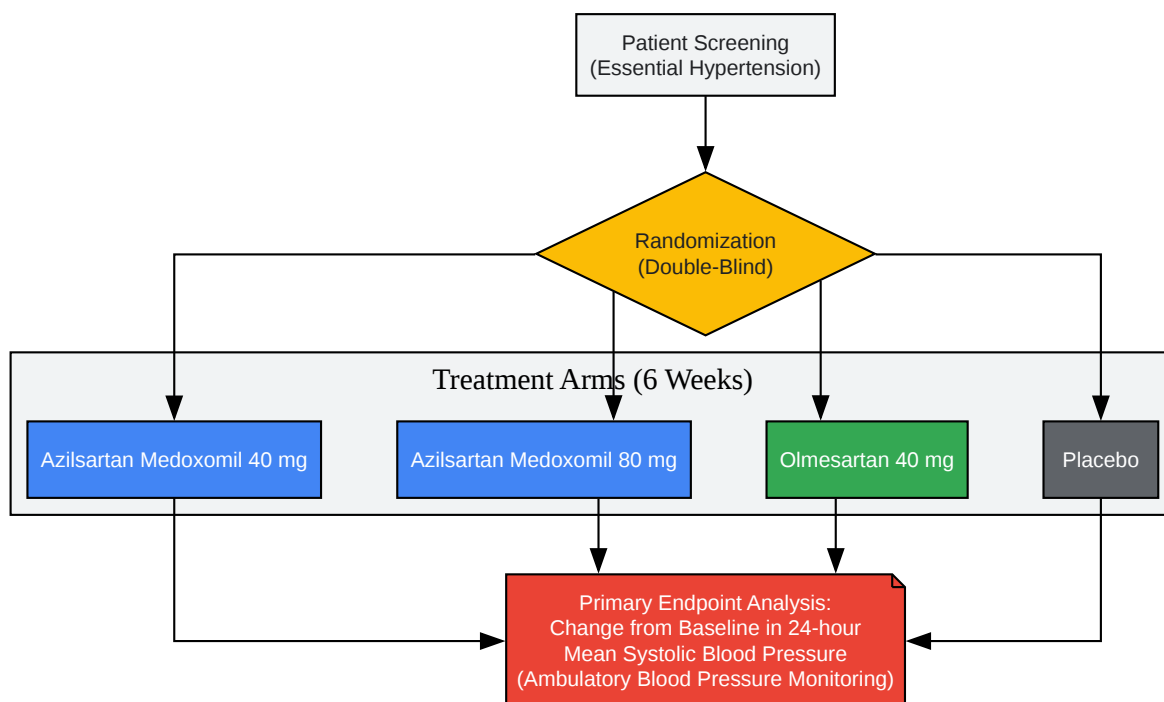 Patient Screening
(Essential Hypertension)
Randomization
(Double-Blind)
Treatment Arms (6 Weeks)
Azilsartan Medoxomil 40 mg
Azilsartan Medoxomil 80 mg
Olmesartan 40 mg
Placebo
Primary Endpoint Analysis:
Change from Baseline in 24-hour
Mean Systolic Blood Pressure
(Ambulatory Blood Pressure Monitoring)